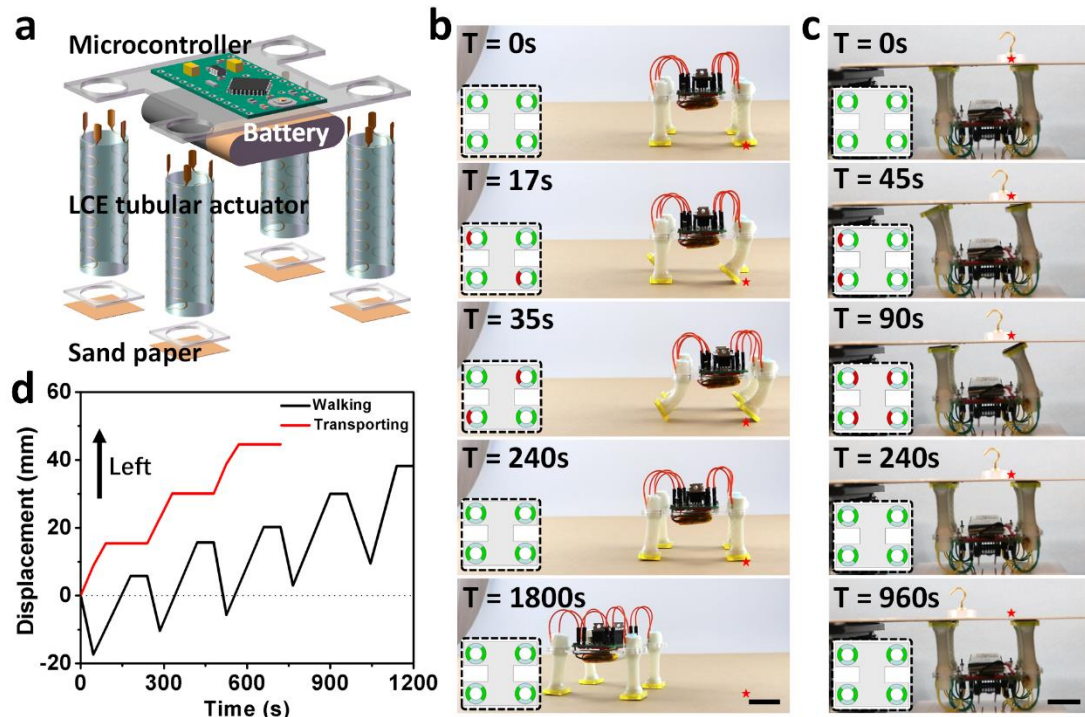 a
Microcontroller
Battery
LCE tubular actuator
Sand paper
b
T = 0s
T = 17s
T = 35s
T = 240s
T = 1800s
c
T = 0s
T = 45s
T = 90s
T = 240s
T = 960s
d
60
40
20
0
-20
Displacement (mm)
Left
Walking
Transporting
0
300
600
900
1200
Time (s)